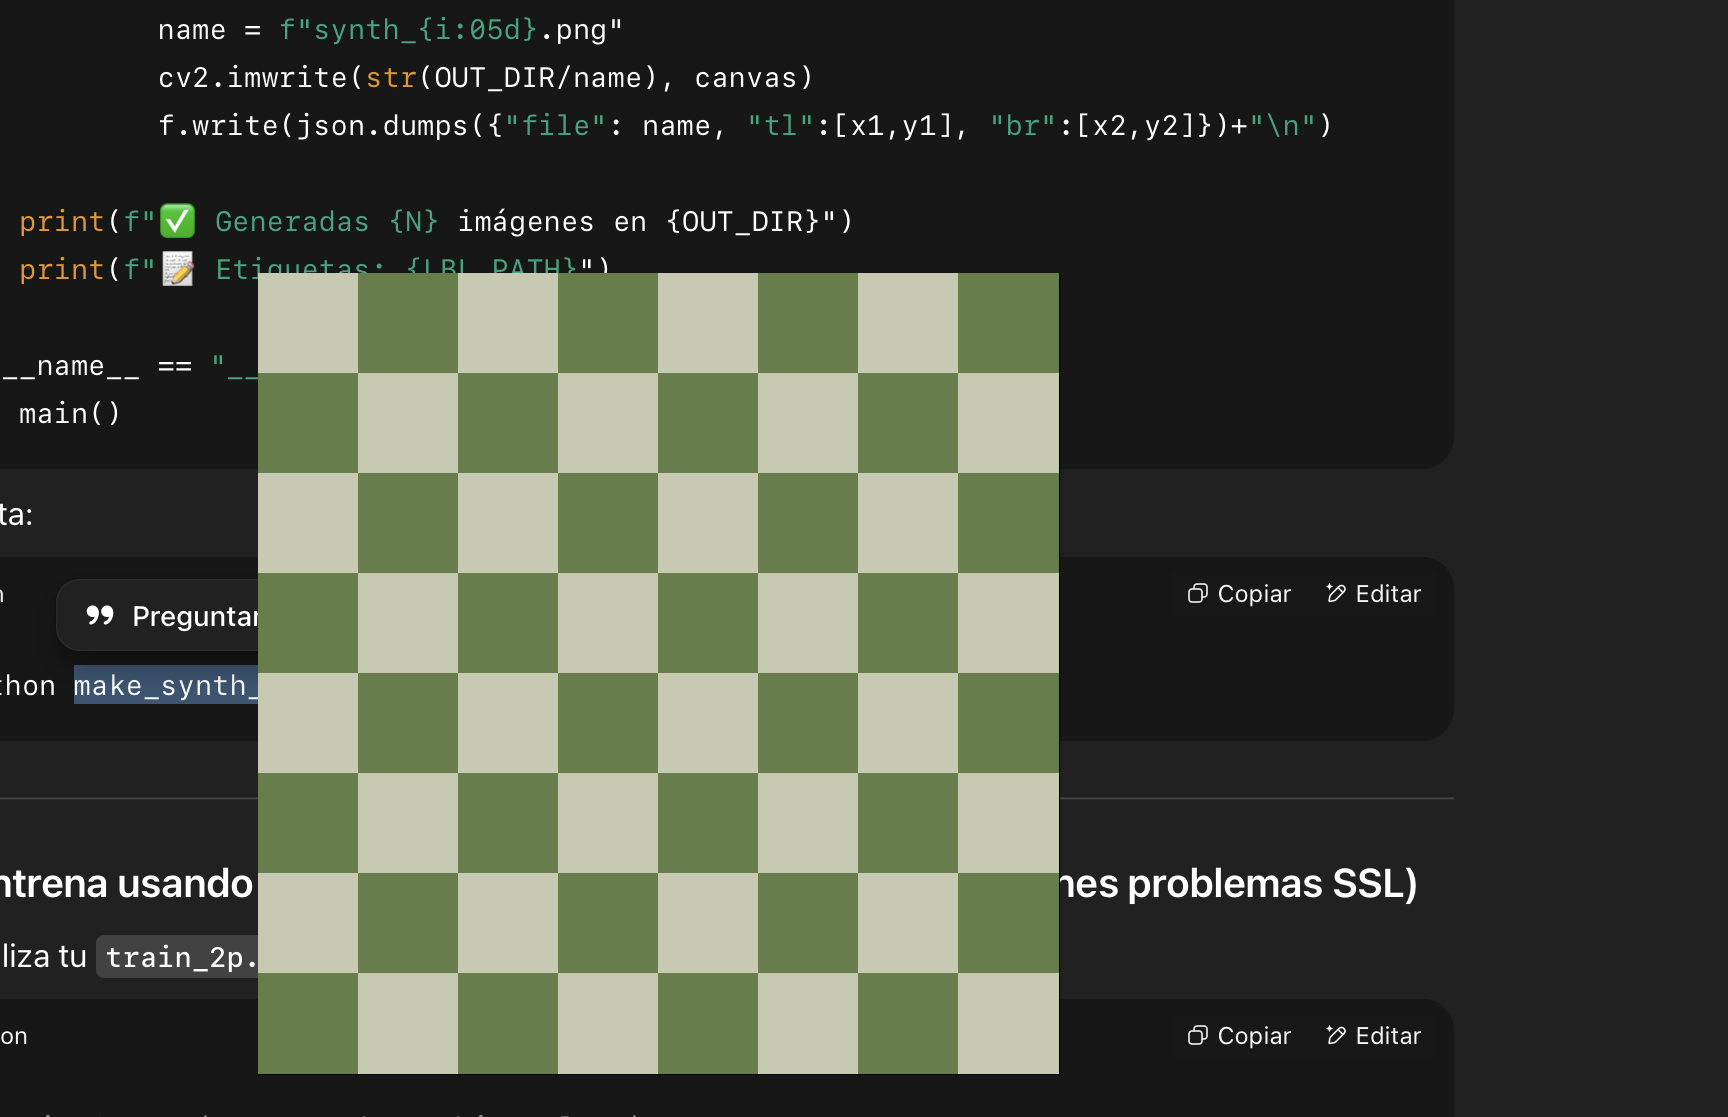 name = f"synth_{i:05d}.png"
cv2.imwrite(str(OUT_DIR/name), canvas)
f.write(json.dumps({"file": name, "tl":[x1,y1], "br":[x2,y2]})+"\n")
print(f"✅ Generadas {N} imágenes en {OUT_DIR}")
print(f"📝 Etiquetas: {LBL_PATH}")
__name__ == "__
main()
ta:
n
Copiar Editar
Preguntar
thon make_synth_
ntrena usando nes problemas SSL)
liza tu train_2p.
on
Copiar Editar